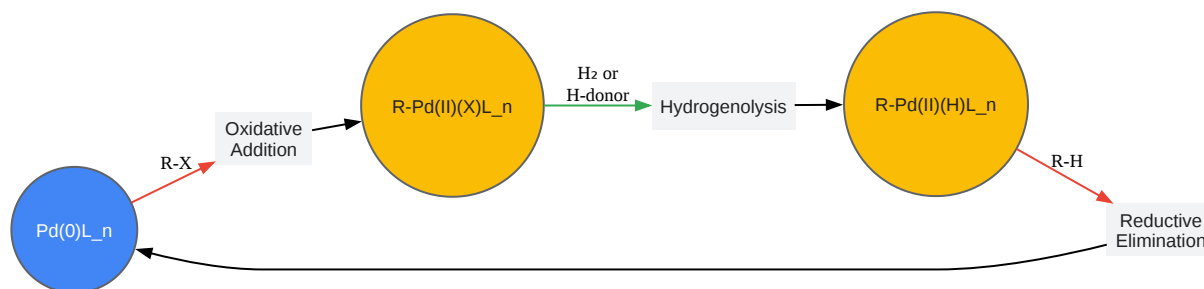 Pd(0)L_n
R-X
Oxidative
Addition
R-Pd(II)(X)L_n
H₂ or
H-donor
Hydrogenolysis
R-Pd(II)(H)L_n
R-H
Reductive
Elimination